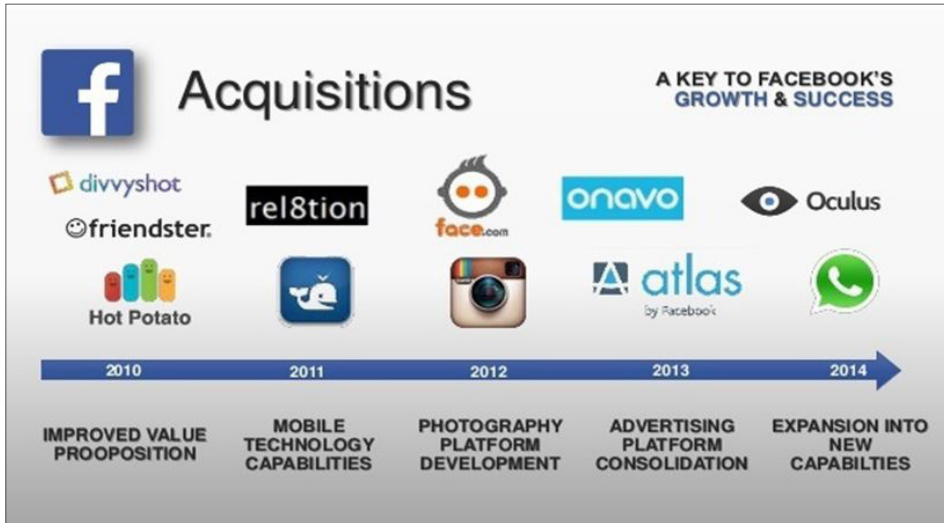 f
Acquisitions
A KEY TO FACEBOOK'S
GROWTH & SUCCESS
divvyshot
friendster.
Hot Potato
rel8tion
face.com
onavo
atlas
by Facebook
Oculus
2010
2011
2012
2013
2014
IMPROVED VALUE
PROOPOSITION
MOBILE
TECHNOLOGY
CAPABILITIES
PHOTOGRAPHY
PLATFORM
DEVELOPMENT
ADVERTISING
PLATFORM
CONSOLIDATION
EXPANSION INTO
NEW
CAPABILTIES